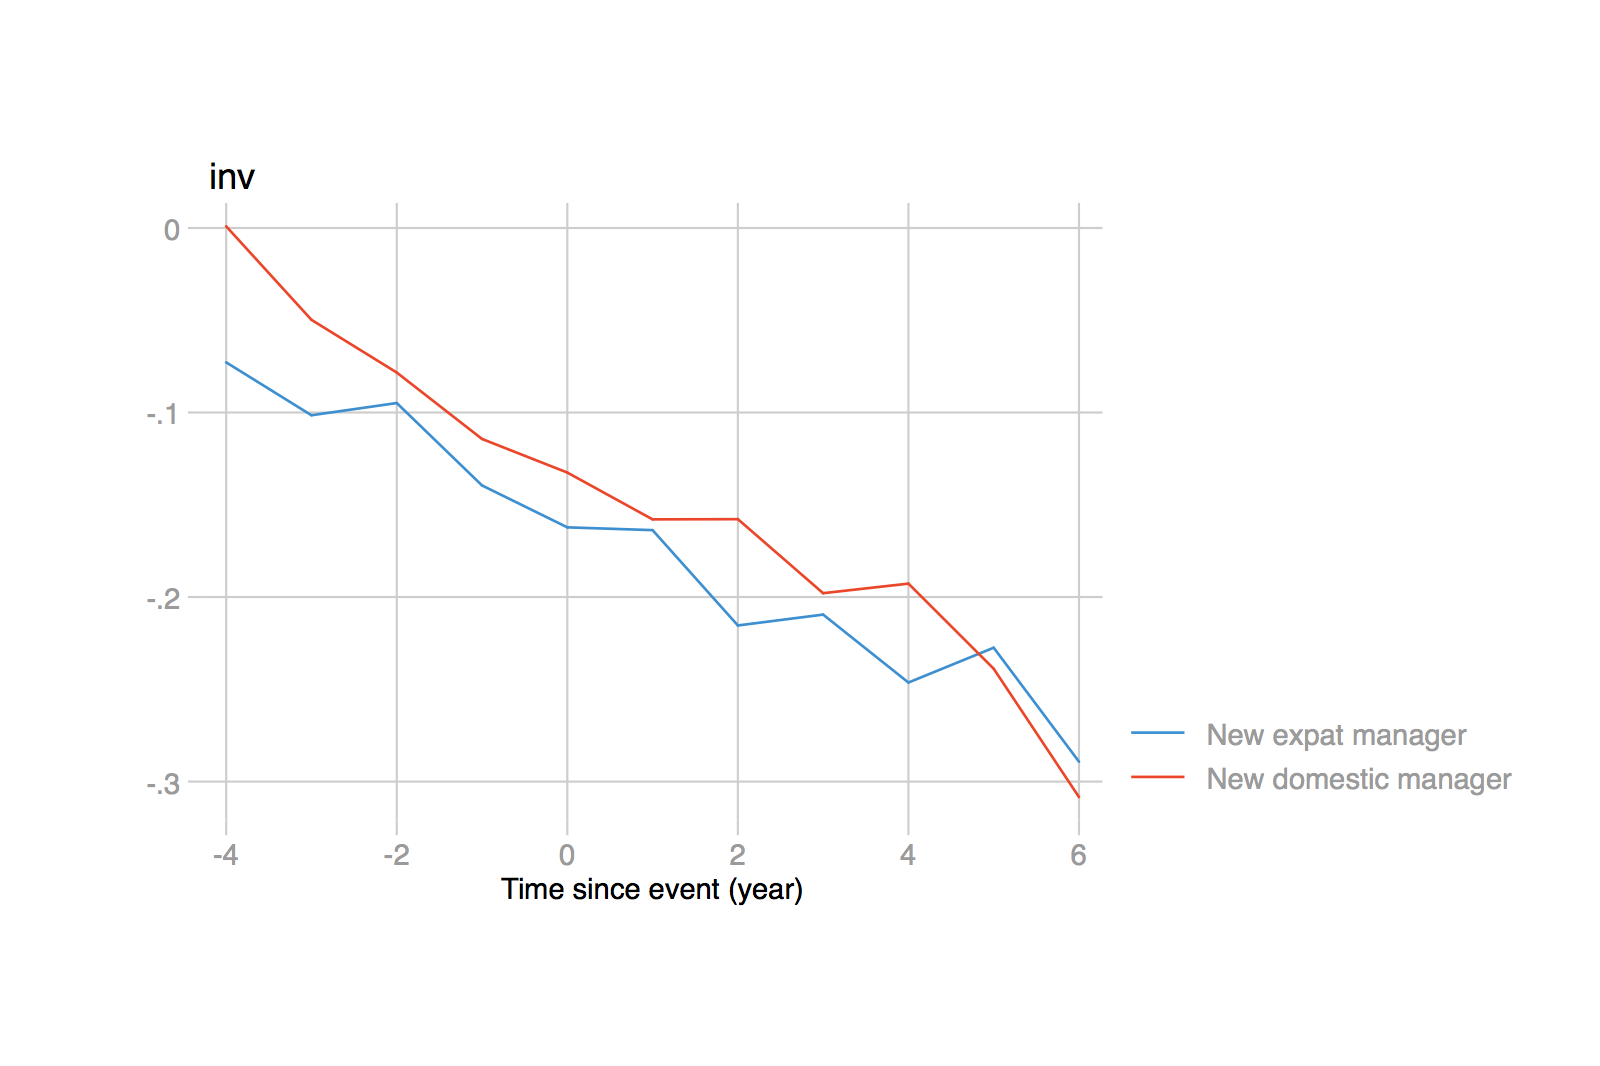 inv
0
-.1
-.2
-.3
-4 -2 0 2 4 6
Time since event (year)
New expat manager
New domestic manager